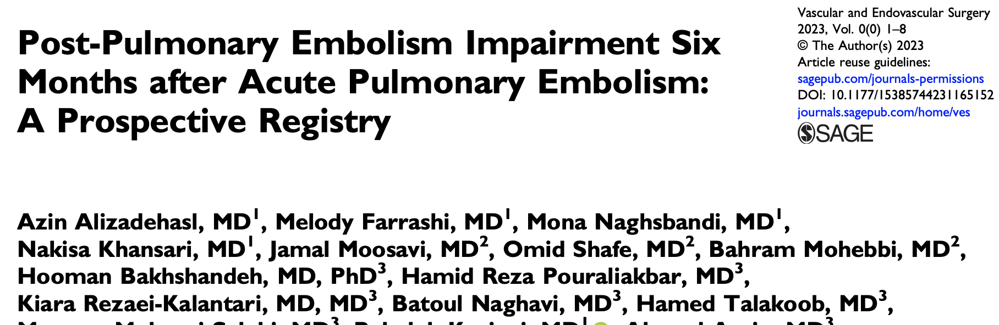 Post-Pulmonary Embolism Impairment Six
Months after Acute Pulmonary Embolism:
A Prospective Registry
Vascular and Endovascular Surgery
2023, Vol. 0(0) 1–8
© The Author(s) 2023
Article reuse guidelines:
sagepub.com/journals-permissions
DOI: 10.1177/15385744231165152
journals.sagepub.com/home/ves
SAGE
Azin Alizadehasl, MD1, Melody Farrashi, MD1, Mona Naghsbandi, MD1,
Nakisa Khansari, MD1, Jamal Moosavi, MD2, Omid Shafe, MD2, Bahram Mohebbi, MD2,
Hooman Bakhshandeh, MD, PhD3, Hamid Reza Pouraliakbar, MD3,
Kiara Rezaei-Kalantari, MD, MD3, Batoul Naghavi, MD3, Hamed Talakoob, MD3,